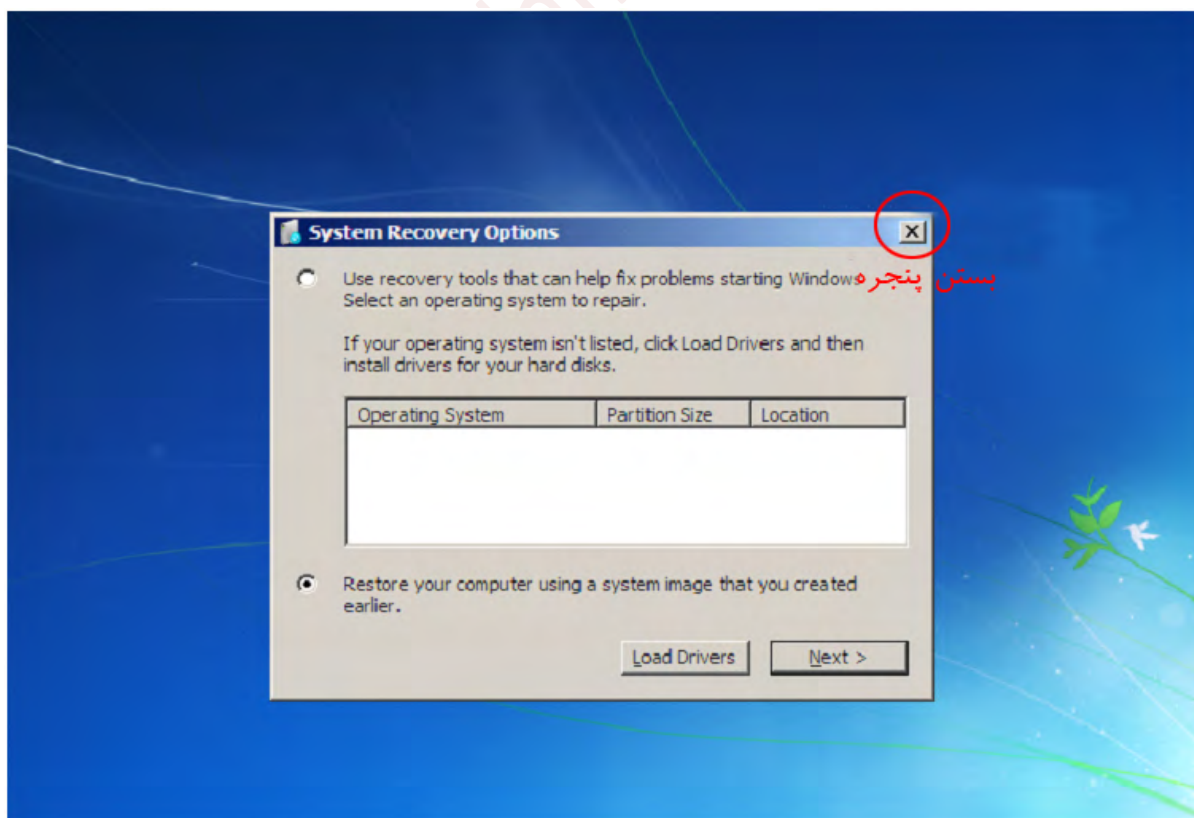 System Recovery Options
Use recovery tools that can help fix problems starting Windows
بستن پنجره
Select an operating system to repair.
If your operating system isn't listed, click Load Drivers and then
install drivers for your hard disks.
Operating System Partition Size Location
Restore your computer using a system image that you created
earlier.
Load Drivers Next >